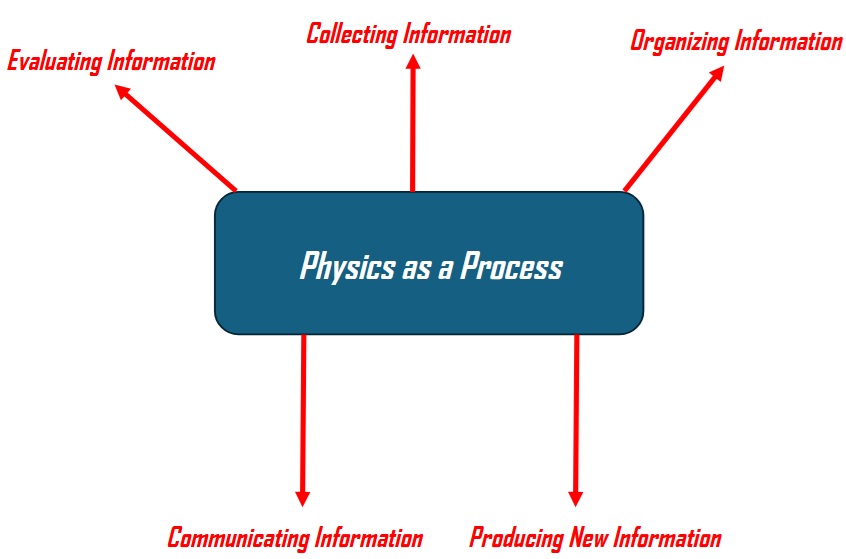 Collecting Information
Organizing Information
Evaluating Information
Physics as a Process
Communicating Information
Producing New Information